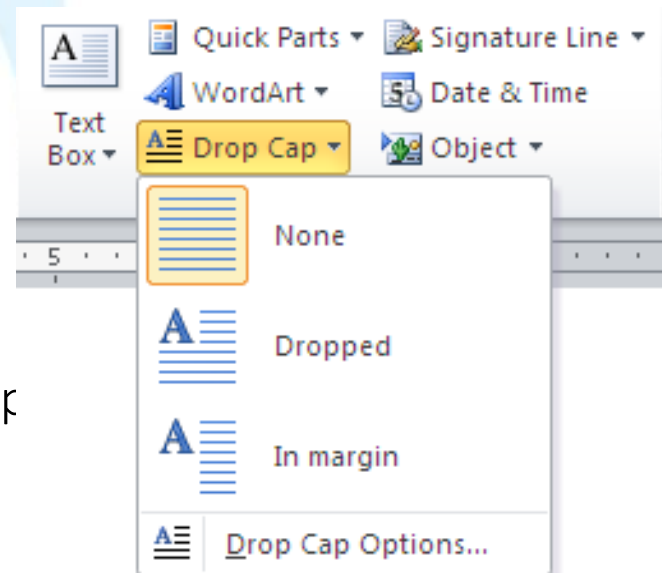 A Quick Parts Signature Line
WordArt Date & Time
Text Box Drop Cap Object
5
None
A Dropped
A In margin
Drop Cap Options...